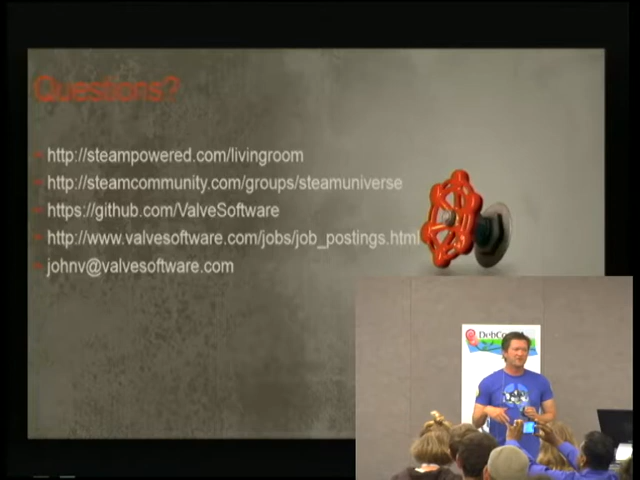 Questions?
http://steampowered.com/livingroom
http://steamcommunity.com/groups/steamuniverse
https://github.com/ValveSoftware
http://www.valvesoftware.com/jobs/job_postings.html
johnv@valvesoftware.com